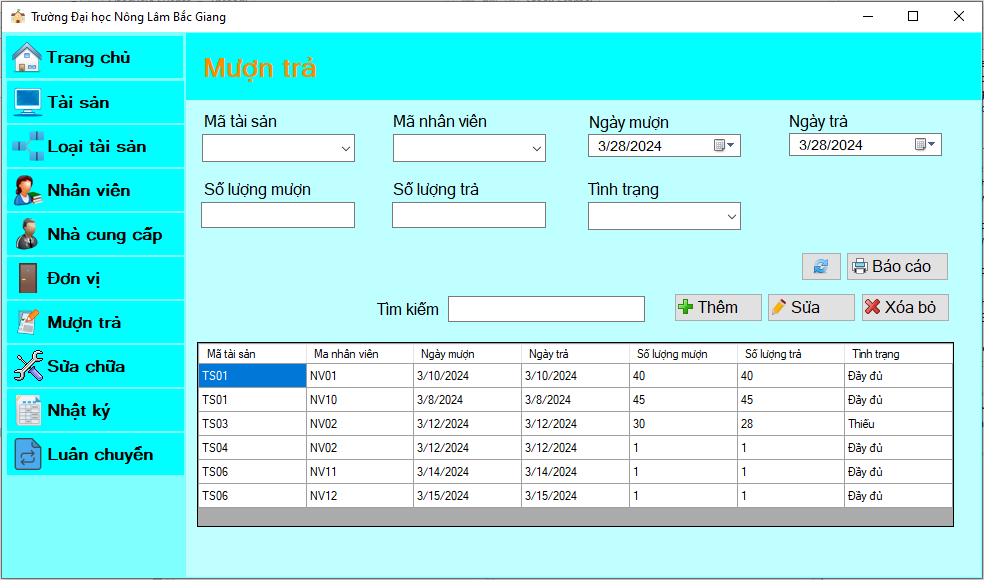 Trường Đại học Nông Lâm Bắc Giang
Trang chủ
Tài sản
Loại tài sản
Nhân viên
Nhà cung cấp
Đơn vị
Mượn trả
Sửa chữa
Nhật ký
Luân chuyển
Mượn trả
Mã tài sản Mã nhân viên Ngày mượn Ngày trả
3/28/2024 3/28/2024
Số lượng mượn Số lượng trả Tình trạng
Báo cáo
Tìm kiếm Thêm Sửa Xóa bỏ
Mã tài sản Ma nhân viên Ngày mượn Ngày trả Số lượng mượn Số lượng trả Tình trạng
TS01 NV01 3/10/2024 3/10/2024 40 40 Đầy đủ
TS01 NV10 3/8/2024 3/8/2024 45 45 Đầy đủ
TS03 NV02 3/12/2024 3/12/2024 30 28 Thiếu
TS04 NV02 3/12/2024 3/12/2024 1 1 Đầy đủ
TS06 NV11 3/14/2024 3/14/2024 1 1 Đầy đủ
TS06 NV12 3/15/2024 3/15/2024 1 1 Đầy đủ